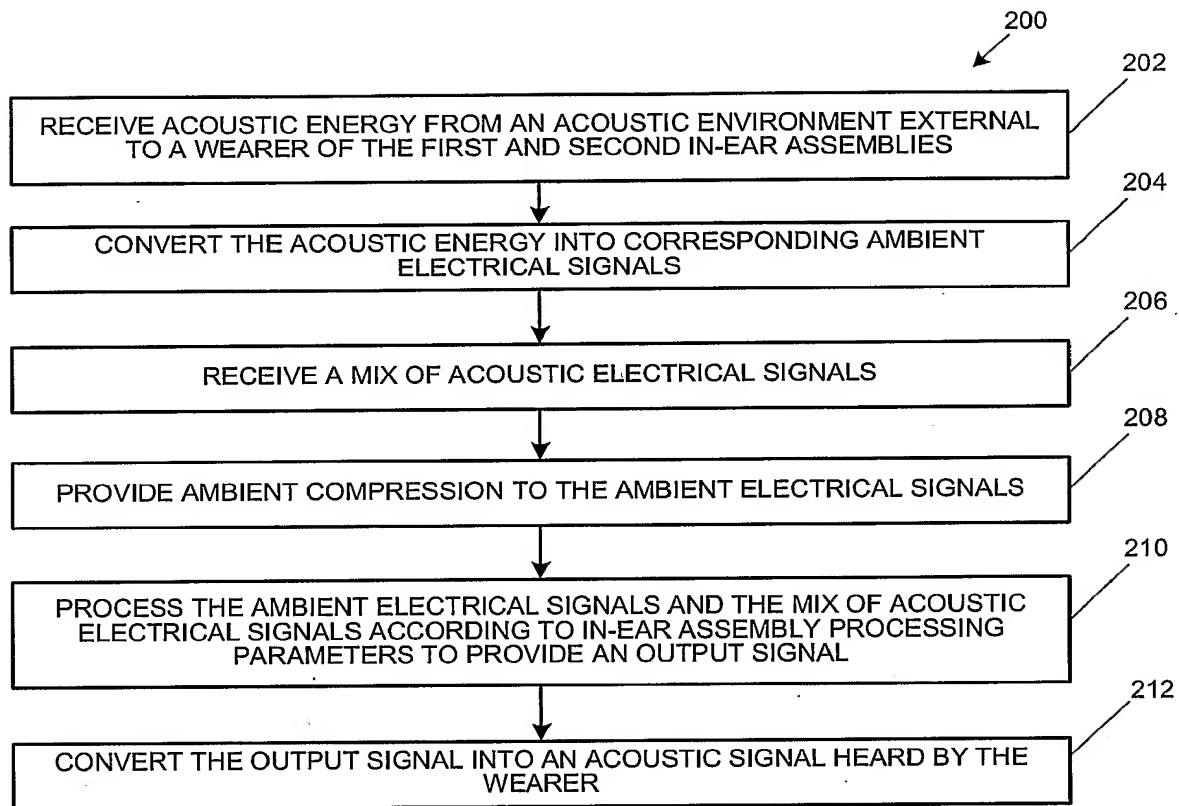 200
202
RECEIVE ACOUSTIC ENERGY FROM AN ACOUSTIC ENVIRONMENT EXTERNAL
TO A WEARER OF THE FIRST AND SECOND IN-EAR ASSEMBLIES
204
CONVERT THE ACOUSTIC ENERGY INTO CORRESPONDING AMBIENT
ELECTRICAL SIGNALS
206
RECEIVE A MIX OF ACOUSTIC ELECTRICAL SIGNALS
208
PROVIDE AMBIENT COMPRESSION TO THE AMBIENT ELECTRICAL SIGNALS
210
PROCESS THE AMBIENT ELECTRICAL SIGNALS AND THE MIX OF ACOUSTIC
ELECTRICAL SIGNALS ACCORDING TO IN-EAR ASSEMBLY PROCESSING
PARAMETERS TO PROVIDE AN OUTPUT SIGNAL
212
CONVERT THE OUTPUT SIGNAL INTO AN ACOUSTIC SIGNAL HEARD BY THE
WEARER